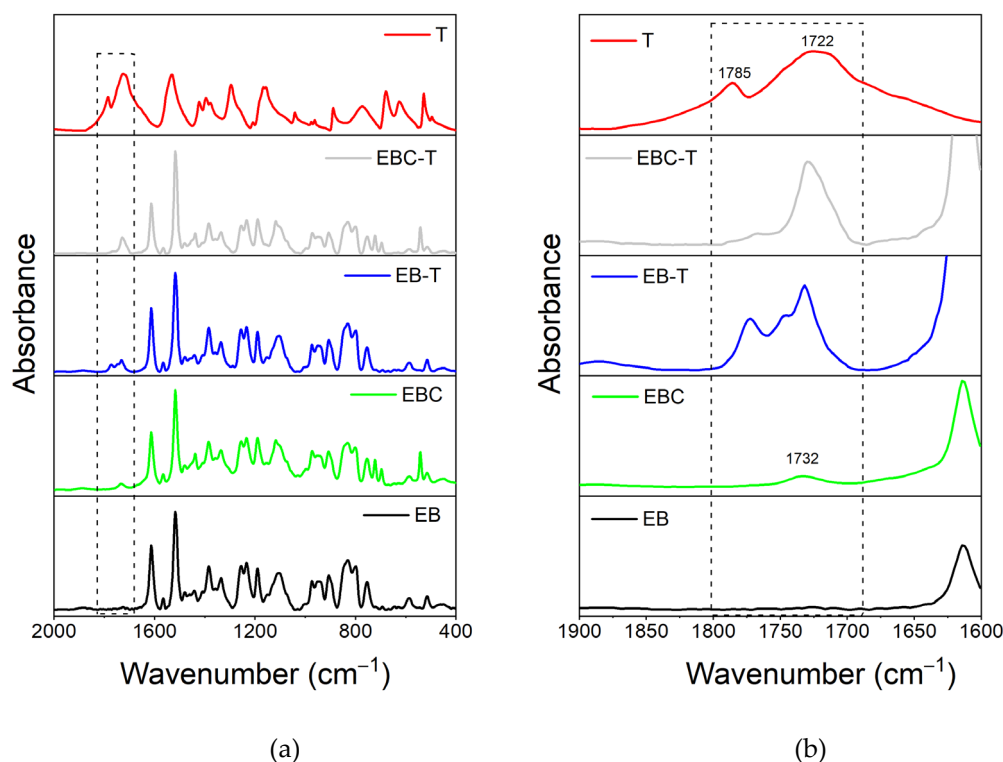 T
EBC-T
EB-T
EBC
EB
Absorbance
2000 1600 1200 800 400
Wavenumber (cm⁻¹)
(a)
T
1785
1722
EBC-T
EB-T
EBC
1732
EB
Absorbance
1900 1850 1800 1750 1700 1650 1600
Wavenumber (cm⁻¹)
(b)